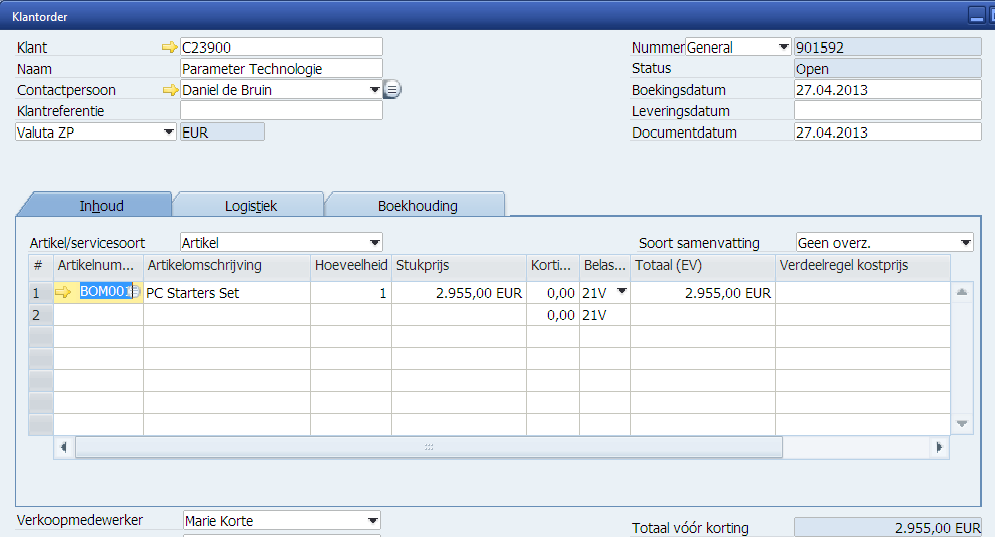 Klantorder
Klant C23900 Nummer General 901592
Naam Parameter Technologie Status Open
Contactpersoon Daniel de Bruin Boekingsdatum 27.04.2013
Klantreferentie Leveringsdatum
Valuta ZP EUR Documentdatum 27.04.2013
Inhoud Logistiek Boekhouding
Artikel/servicesoort Artikel Soort samenvatting Geen overz.
# Artikelnum... Artikelomschrijving Hoeveelheid Stukprijs Korti... Belas... Totaal (EV) Verdeelregel kostprijs
1 BOM001 PC Starters Set 1 2.955,00 EUR 0,00 21V 2.955,00 EUR
2 0,00 21V
Verkoopmedewerker Marie Korte
Totaal vóór korting 2.955,00 EUR